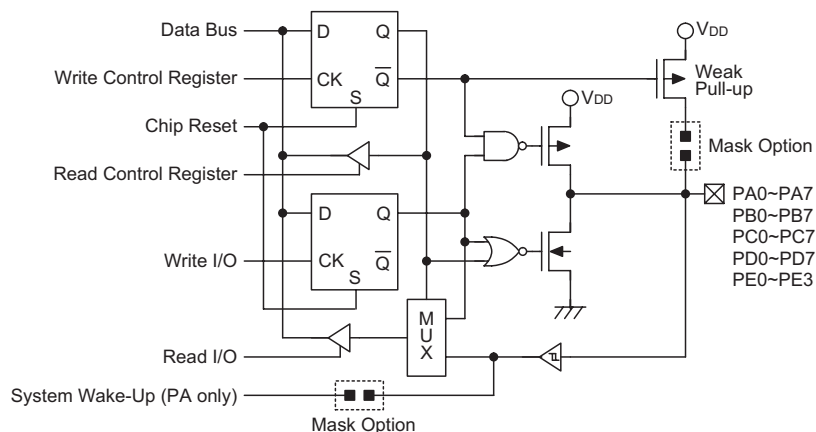 Data Bus
D
Q
VDD
Write Control Register
CK
Q
S
Weak
Pull-up
Chip Reset
VDD
Mask Option
Read Control Register
D
Q
PA0~PA7
PB0~PB7
PC0~PC7
PD0~PD7
PE0~PE3
Write I/O
CK
Q
S
M
U
X
Read I/O
System Wake-Up (PA only)
Mask Option